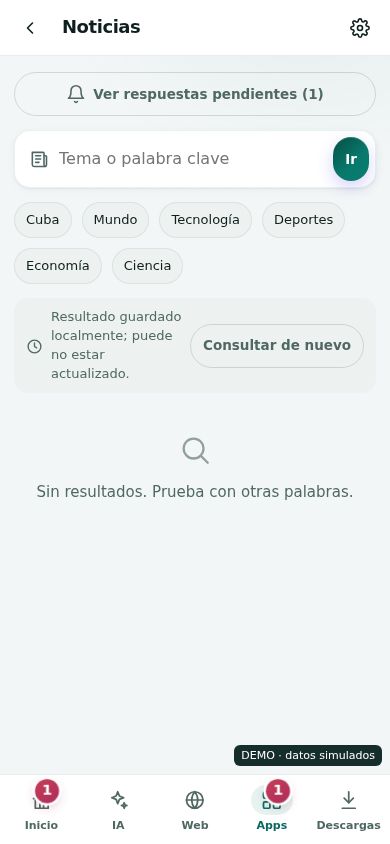 Noticias
Ver respuestas pendientes (1)
Tema o palabra clave
Ir
Cuba
Mundo
Tecnología
Deportes
Economía
Ciencia
Resultado guardado
localmente; puede
no estar
actualizado.
Consultar de nuevo
Sin resultados. Prueba con otras palabras.
DEMO · datos simulados
1
1
Inicio
IA
Web
Apps
Descargas